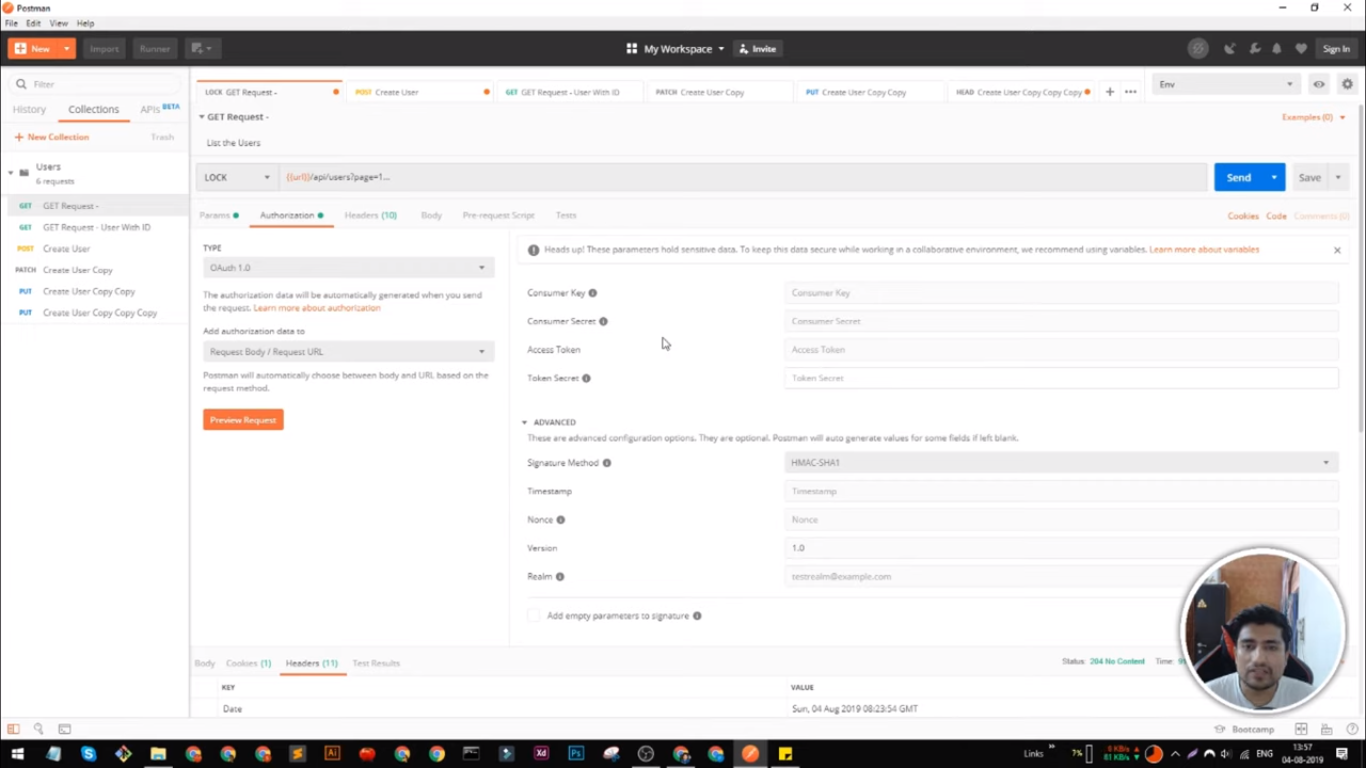 Postman
File Edit View Help
New Import Runner My Workspace Invite Sign In
Filter
History Collections APIs BETA
New Collection Trash
Users
6 requests
GET GET Request -
GET GET Request - User With ID
POST Create User
PATCH Create User Copy
PUT Create User Copy Copy
PUT Create User Copy Copy Copy
LOCK GET Request - POST Create User GET GET Request - User With ID PATCH Create User Copy PUT Create User Copy Copy HEAD Create User Copy Copy Copy Env
GET Request - Examples (0)
List the Users
LOCK {{url}}/api/users?page=1... Send Save
Params Authorization Headers (10) Body Pre-request Script Tests Cookies Code Comments (0)
TYPE
OAuth 1.0
The authorization data will be automatically generated when you send
the request. Learn more about authorization
Add authorization data to
Request Body / Request URL
Postman will automatically choose between body and URL based on the
request method.
Preview Request
Heads up! These parameters hold sensitive data. To keep this data secure while working in a collaborative environment, we recommend using variables. Learn more about variables
Consumer Key Consumer Key
Consumer Secret Consumer Secret
Access Token Access Token
Token Secret Token Secret
ADVANCED
These are advanced configuration options. They are optional. Postman will auto generate values for some fields if left blank.
Signature Method HMAC-SHA1
Timestamp Timestamp
Nonce Nonce
Version 1.0
Realm testrealm@example.com
Add empty parameters to signature
Body Cookies (1) Headers (11) Test Results Status: 204 No Content Time:
KEY VALUE
Date Sun, 04 Aug 2019 08:23:54 GMT
Bootcamp
Links 7% ENG 13:57
04-08-2019